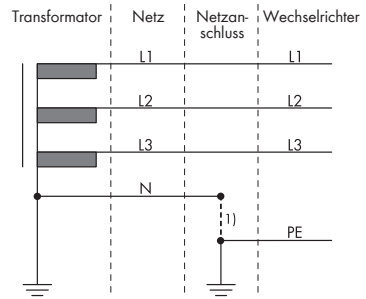 Transformator Netz Netzan-
schluss Wechselrichter
L1 L1
L2 L2
L3 L3
N
1)
PE